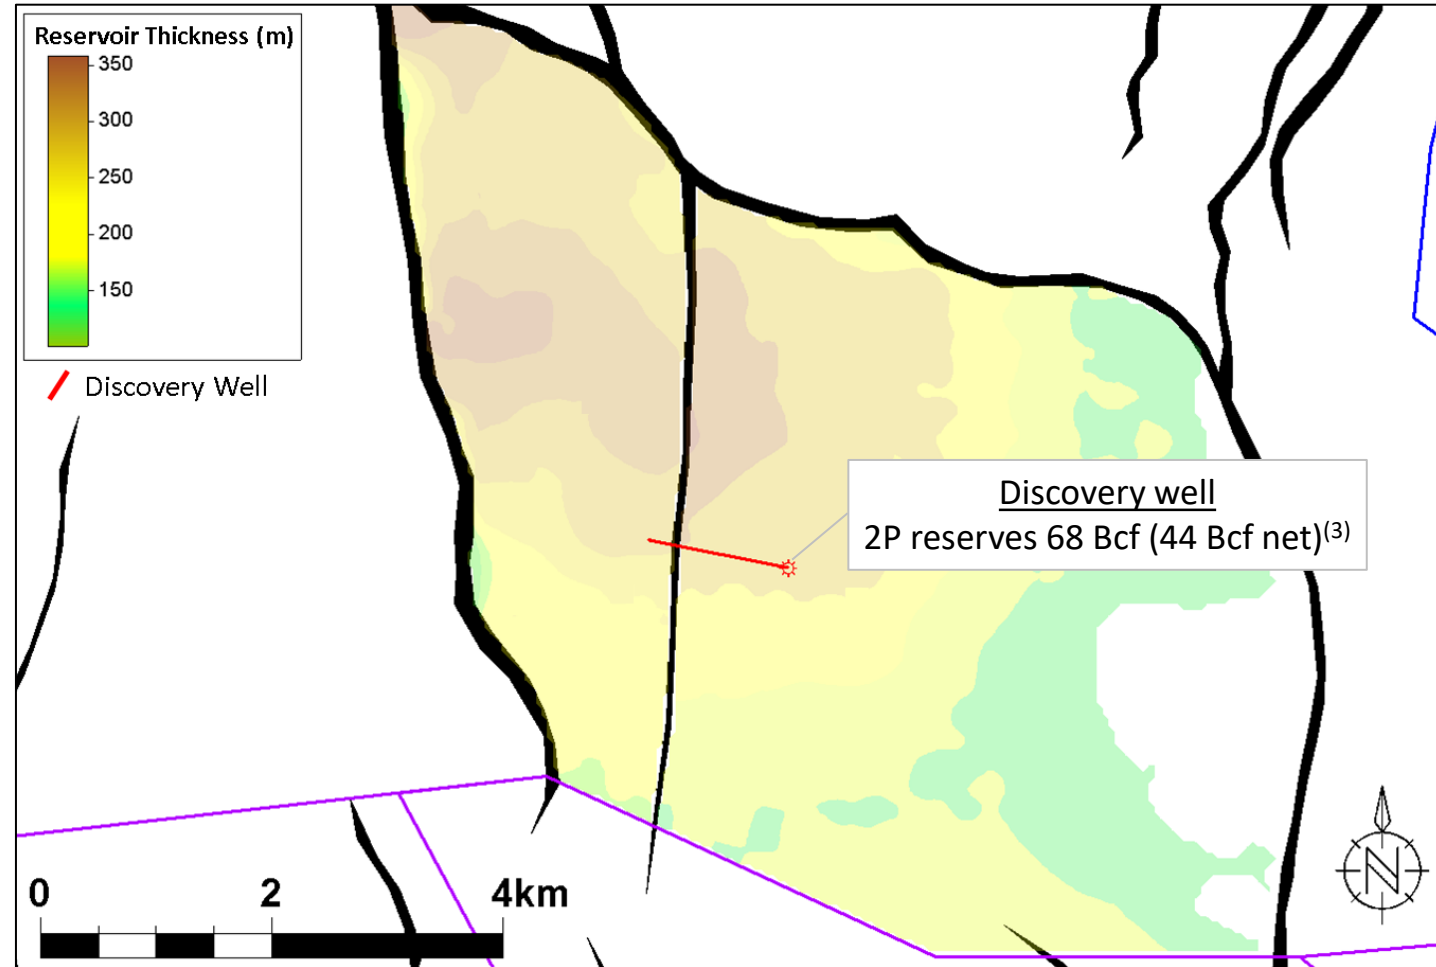 Reservoir Thickness (m)
350
300
250
200
150
Discovery Well
Discovery well
2P reserves 68 Bcf (44 Bcf net)(3)
0 2 4km
N